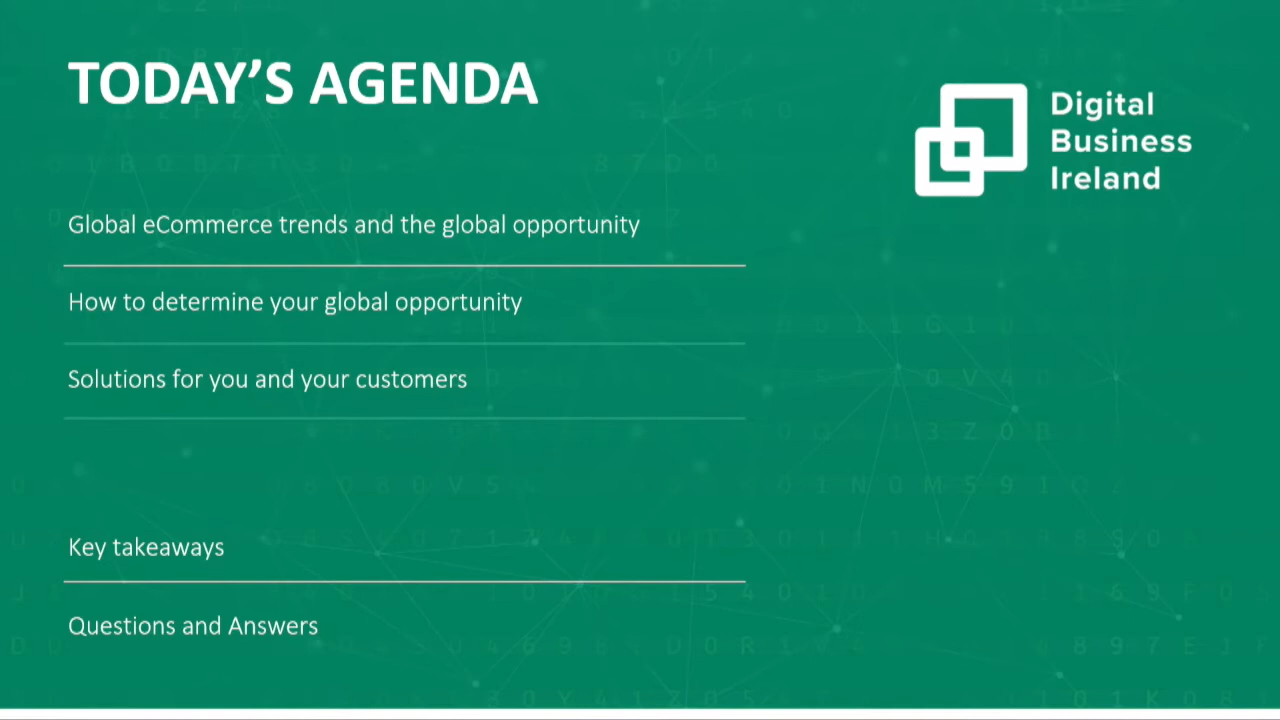 TODAY’S AGENDA
Digital
Business
Ireland
Global eCommerce trends and the global opportunity
How to determine your global opportunity
Solutions for you and your customers
Key takeaways
Questions and Answers